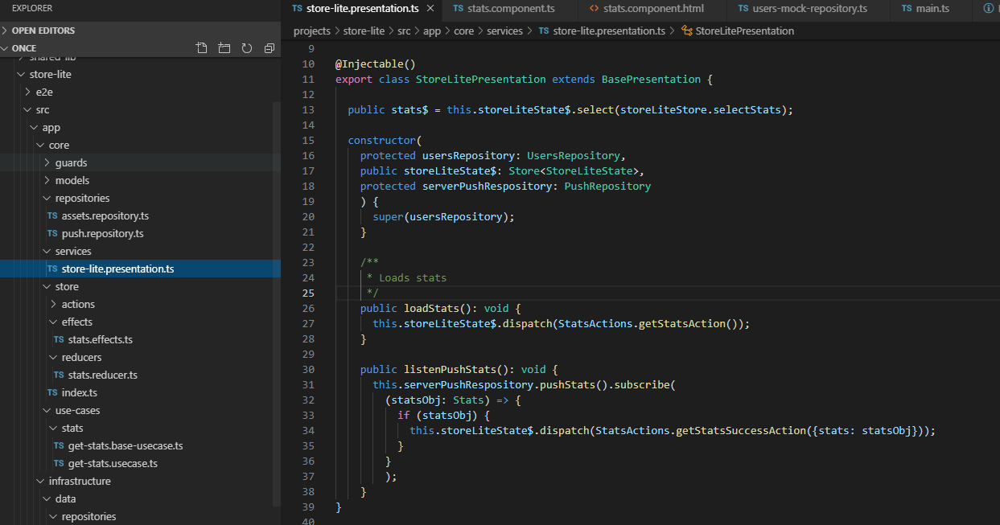 EXPLORER
OPEN EDITORS
ONCE
shared-lib
store-lite
e2e
src
app
core
guards
models
repositories
TS assets.repository.ts
TS push.repository.ts
services
TS store-lite.presentation.ts
store
actions
effects
TS stats.effects.ts
reducers
TS stats.reducer.ts
TS index.ts
use-cases
stats
TS get-stats.base-usecase.ts
TS get-stats.usecase.ts
infrastructure
data
repositories
TS store-lite.presentation.ts × TS stats.component.ts <> stats.component.html TS users-mock-repository.ts TS main.ts
projects > store-lite > src > app > core > services > TS store-lite.presentation.ts > StoreLitePresentation
9
10 @Injectable()
11 export class StoreLitePresentation extends BasePresentation {
12
13 public stats$ = this.storeLiteState$.select(storeLiteStore.selectStats);
14
15 constructor(
16 protected usersRepository: UsersRepository,
17 public storeLiteState$: Store<StoreLiteState>,
18 protected serverPushRespository: PushRepository
19 ) {
20 super(usersRepository);
21 }
22
23 /**
24 * Loads stats
25 */
26 public loadStats(): void {
27 this.storeLiteState$.dispatch(StatsActions.getStatsAction());
28 }
29
30 public listenPushStats(): void {
31 this.serverPushRespository.pushStats().subscribe(
32 (statsObj: Stats) => {
33 if (statsObj) {
34 this.storeLiteState$.dispatch(StatsActions.getStatsSuccessAction({stats: statsObj}));
35 }
36 }
37 );
38 }
39 }
40